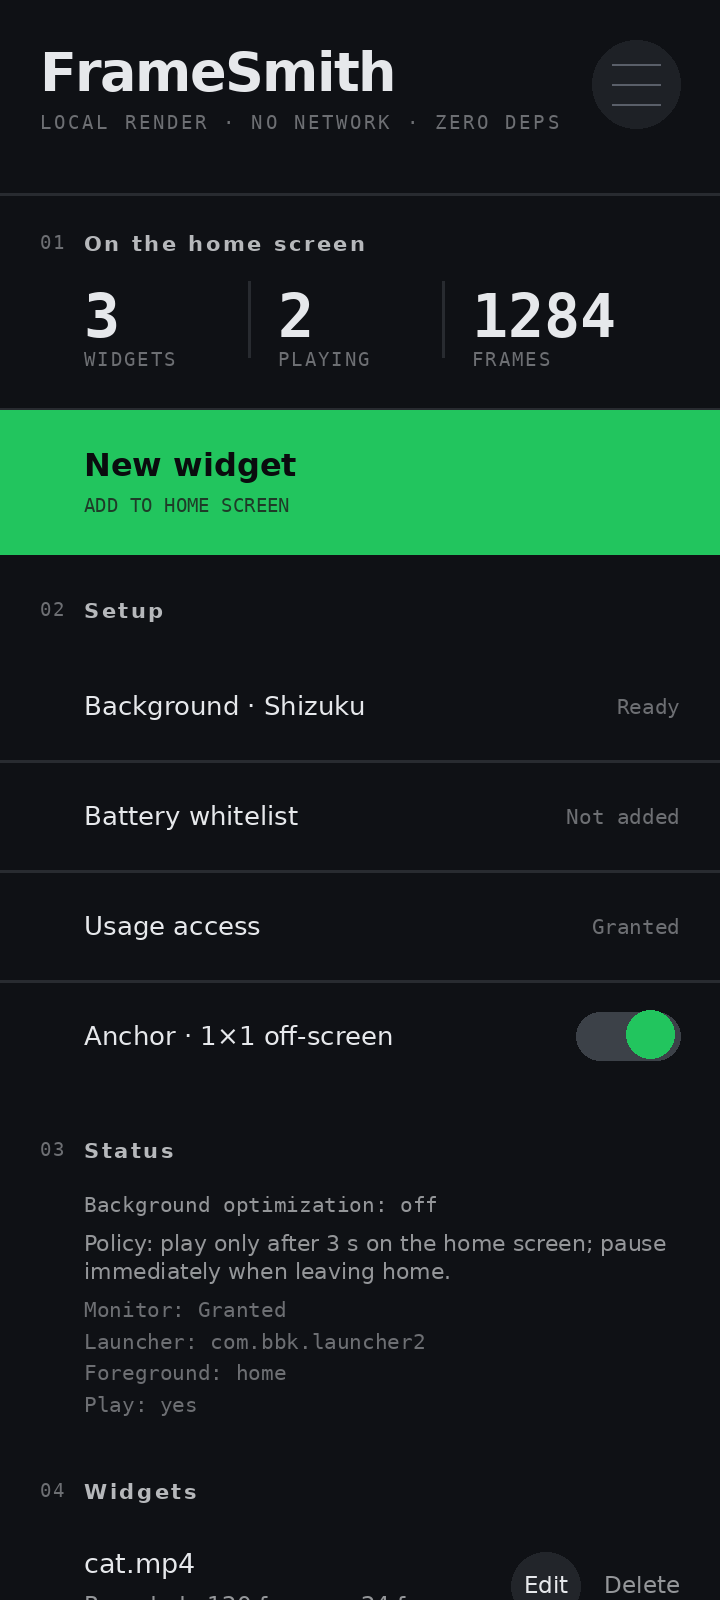 FrameSmith
LOCAL RENDER · NO NETWORK · ZERO DEPS
01 On the home screen
3 2 1284
WIDGETS PLAYING FRAMES
New widget
ADD TO HOME SCREEN
02 Setup
Background · Shizuku Ready
Battery whitelist Not added
Usage access Granted
Anchor · 1×1 off-screen
03 Status
Background optimization: off
Policy: play only after 3 s on the home screen; pause
immediately when leaving home.
Monitor: Granted
Launcher: com.bbk.launcher2
Foreground: home
Play: yes
04 Widgets
cat.mp4
Edit Delete